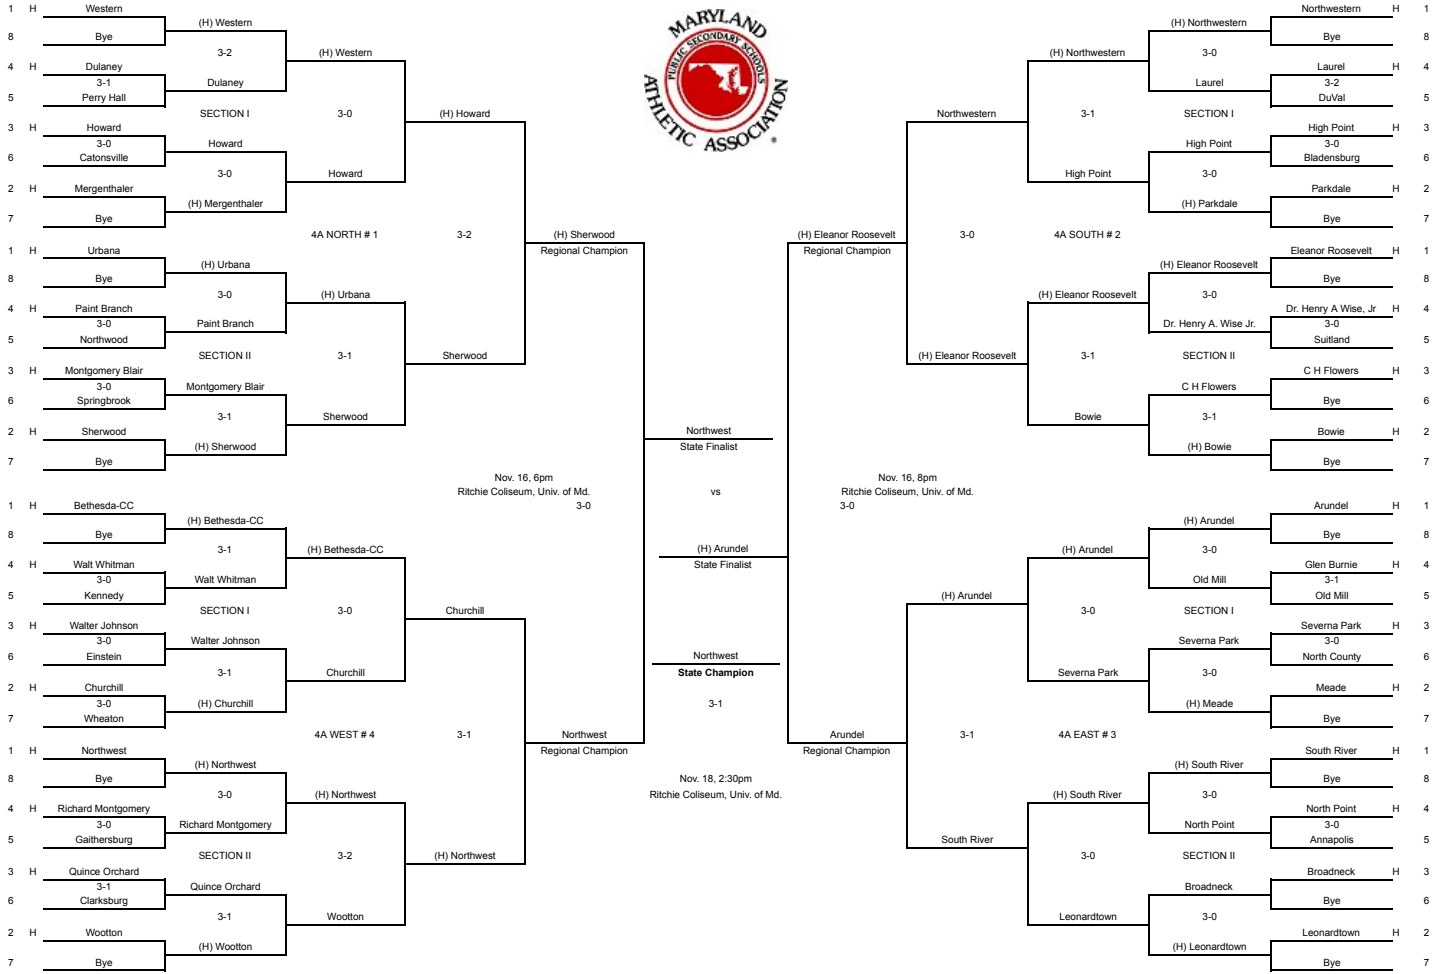 1 H Western
8 Bye
(H) Western
3-2
4 H Dulaney
3-1
5 Perry Hall
Dulaney
(H) Western
SECTION I
3-0
3 H Howard
3-0
6 Catonsville
Howard
3-0
2 H Mergenthaler
7 Bye
(H) Mergenthaler
Howard
(H) Howard
4A NORTH # 1
3-2
1 H Urbana
8 Bye
(H) Urbana
3-0
4 H Paint Branch
3-0
5 Northwood
Paint Branch
(H) Urbana
SECTION II
3-1
3 H Montgomery Blair
3-0
6 Springbrook
Montgomery Blair
3-1
2 H Sherwood
7 Bye
(H) Sherwood
Sherwood
Sherwood
(H) Sherwood
Regional Champion
Nov. 16, 6pm
Ritchie Coliseum, Univ. of Md.
3-0
1 H Bethesda-CC
8 Bye
(H) Bethesda-CC
3-1
4 H Walt Whitman
3-0
5 Kennedy
Walt Whitman
(H) Bethesda-CC
SECTION I
3-0
3 H Walter Johnson
3-0
6 Einstein
Walter Johnson
3-1
2 H Churchill
3-0
7 Wheaton
(H) Churchill
Churchill
Churchill
4A WEST # 4
3-1
1 H Northwest
8 Bye
(H) Northwest
3-0
4 H Richard Montgomery
3-0
5 Gaithersburg
Richard Montgomery
(H) Northwest
SECTION II
3-2
3 H Quince Orchard
3-1
6 Clarksburg
Quince Orchard
3-1
2 H Wootton
7 Bye
(H) Wootton
Wootton
(H) Northwest
Northwest
Regional Champion
MARYLAND
PUBLIC SECONDARY SCHOOLS
ATHLETIC ASSOCIATION ®
Northwest
State Finalist
vs
(H) Arundel
State Finalist
Northwest
State Champion
3-1
Nov. 18, 2:30pm
Ritchie Coliseum, Univ. of Md.
Northwestern H 1
Bye 8
(H) Northwestern
3-0
Laurel H 4
3-2
DuVal 5
Laurel
(H) Northwestern
SECTION I
3-1
High Point H 3
3-0
Bladensburg 6
High Point
3-0
Parkdale H 2
Bye 7
(H) Parkdale
High Point
Northwestern
4A SOUTH # 2
3-0
Eleanor Roosevelt H 1
Bye 8
(H) Eleanor Roosevelt
3-0
Dr. Henry A Wise, Jr H 4
3-0
Suitland 5
Dr. Henry A. Wise Jr.
(H) Eleanor Roosevelt
SECTION II
3-1
C H Flowers H 3
Bye 6
C H Flowers
3-1
Bowie H 2
Bye 7
(H) Bowie
Bowie
(H) Eleanor Roosevelt
(H) Eleanor Roosevelt
Regional Champion
Nov. 16, 8pm
Ritchie Coliseum, Univ. of Md.
3-0
Arundel H 1
Bye 8
(H) Arundel
3-0
Glen Burnie H 4
3-1
Old Mill 5
Old Mill
(H) Arundel
SECTION I
3-0
Severna Park H 3
3-0
North County 6
Severna Park
3-0
Meade H 2
Bye 7
(H) Meade
Severna Park
(H) Arundel
4A EAST # 3
3-1
South River H 1
Bye 8
(H) South River
3-0
North Point H 4
3-0
Annapolis 5
North Point
(H) South River
SECTION II
3-0
Broadneck H 3
Bye 6
Broadneck
3-0
Leonardtown H 2
Bye 7
(H) Leonardtown
Leonardtown
South River
Arundel
Regional Champion